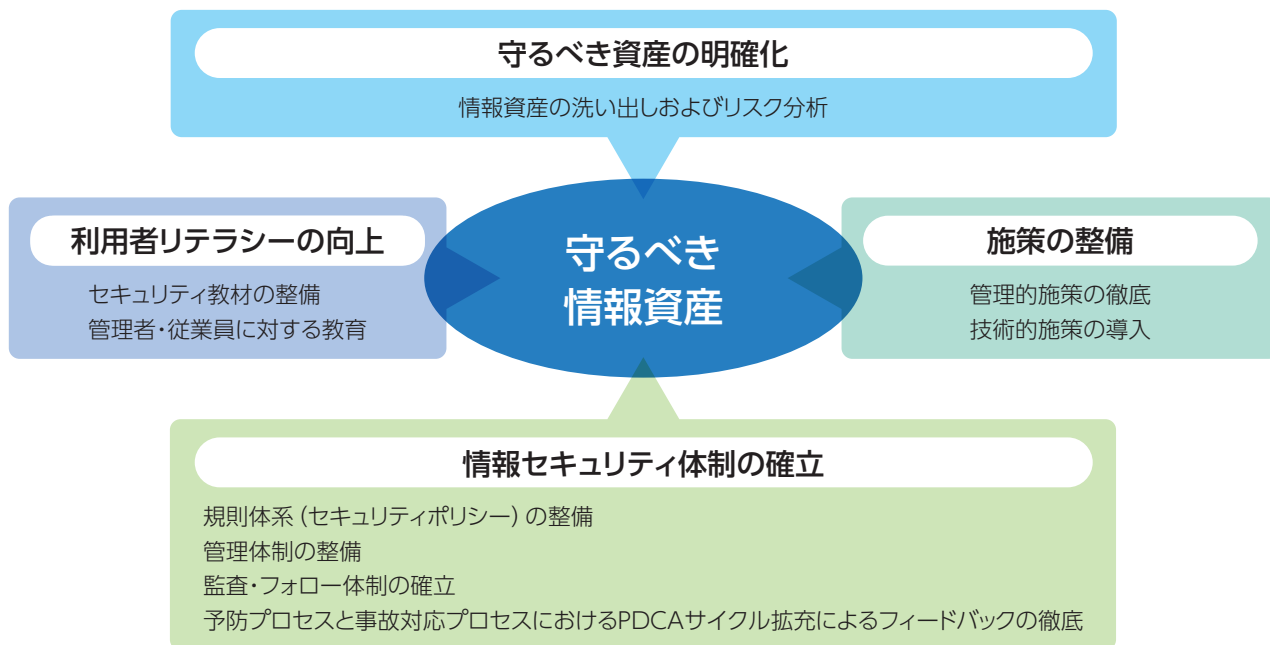 守るべき資産の明確化
情報資産の洗い出しおよびリスク分析
利用者リテラシーの向上
セキュリティ教材の整備
管理者・従業員に対する教育
守るべき
情報資産
施策の整備
管理的施策の徹底
技術的施策の導入
情報セキュリティ体制の確立
規則体系(セキュリティポリシー)の整備
管理体制の整備
監査・フォロー体制の確立
予防プロセスと事故対応プロセスにおけるPDCAサイクル拡充によるフィードバックの徹底